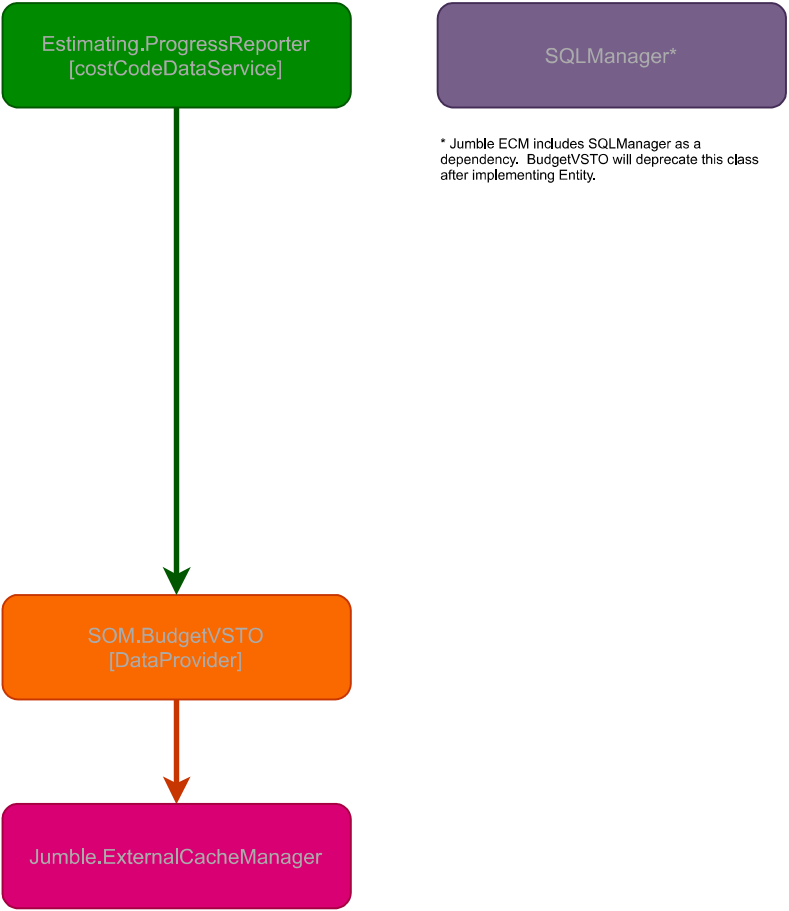 Estimating.ProgressReporter
[costCodeDataService]
SQLManager*
* Jumble ECM includes SQLManager as a
dependency.  BudgetVSTO will deprecate this class
after implementing Entity.
SOM.BudgetVSTO
[DataProvider]
Jumble.ExternalCacheManager